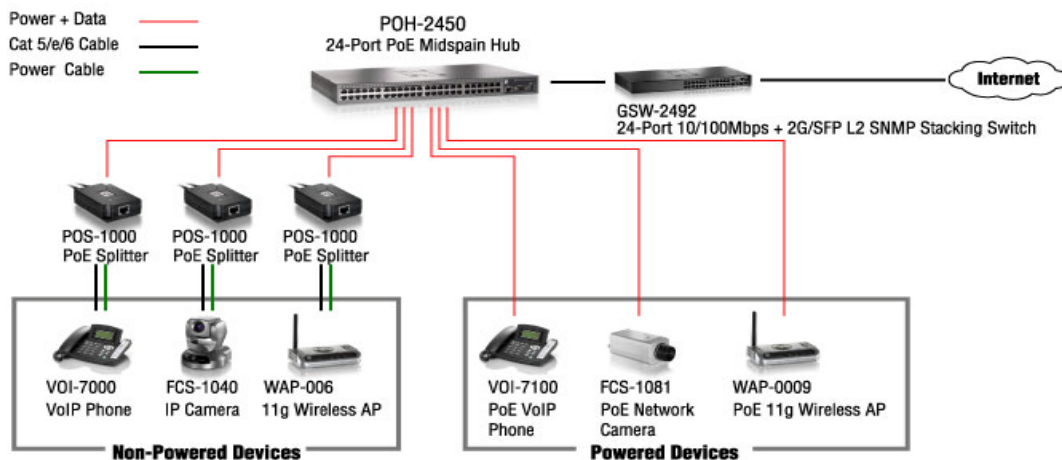 Power + Data
Cat 5/e/6 Cable
Power Cable
POH-2450
24-Port PoE Midspain Hub
Internet
GSW-2492
24-Port 10/100Mbps + 2G/SFP L2 SNMP Stacking Switch
POS-1000
PoE Splitter
POS-1000
PoE Splitter
POS-1000
PoE Splitter
VOI-7000
VoIP Phone
FCS-1040
IP Camera
WAP-006
11g Wireless AP
Non-Powered Devices
VOI-7100
PoE VoIP
Phone
FCS-1081
PoE Network
Camera
WAP-0009
PoE 11g Wireless AP
Powered Devices